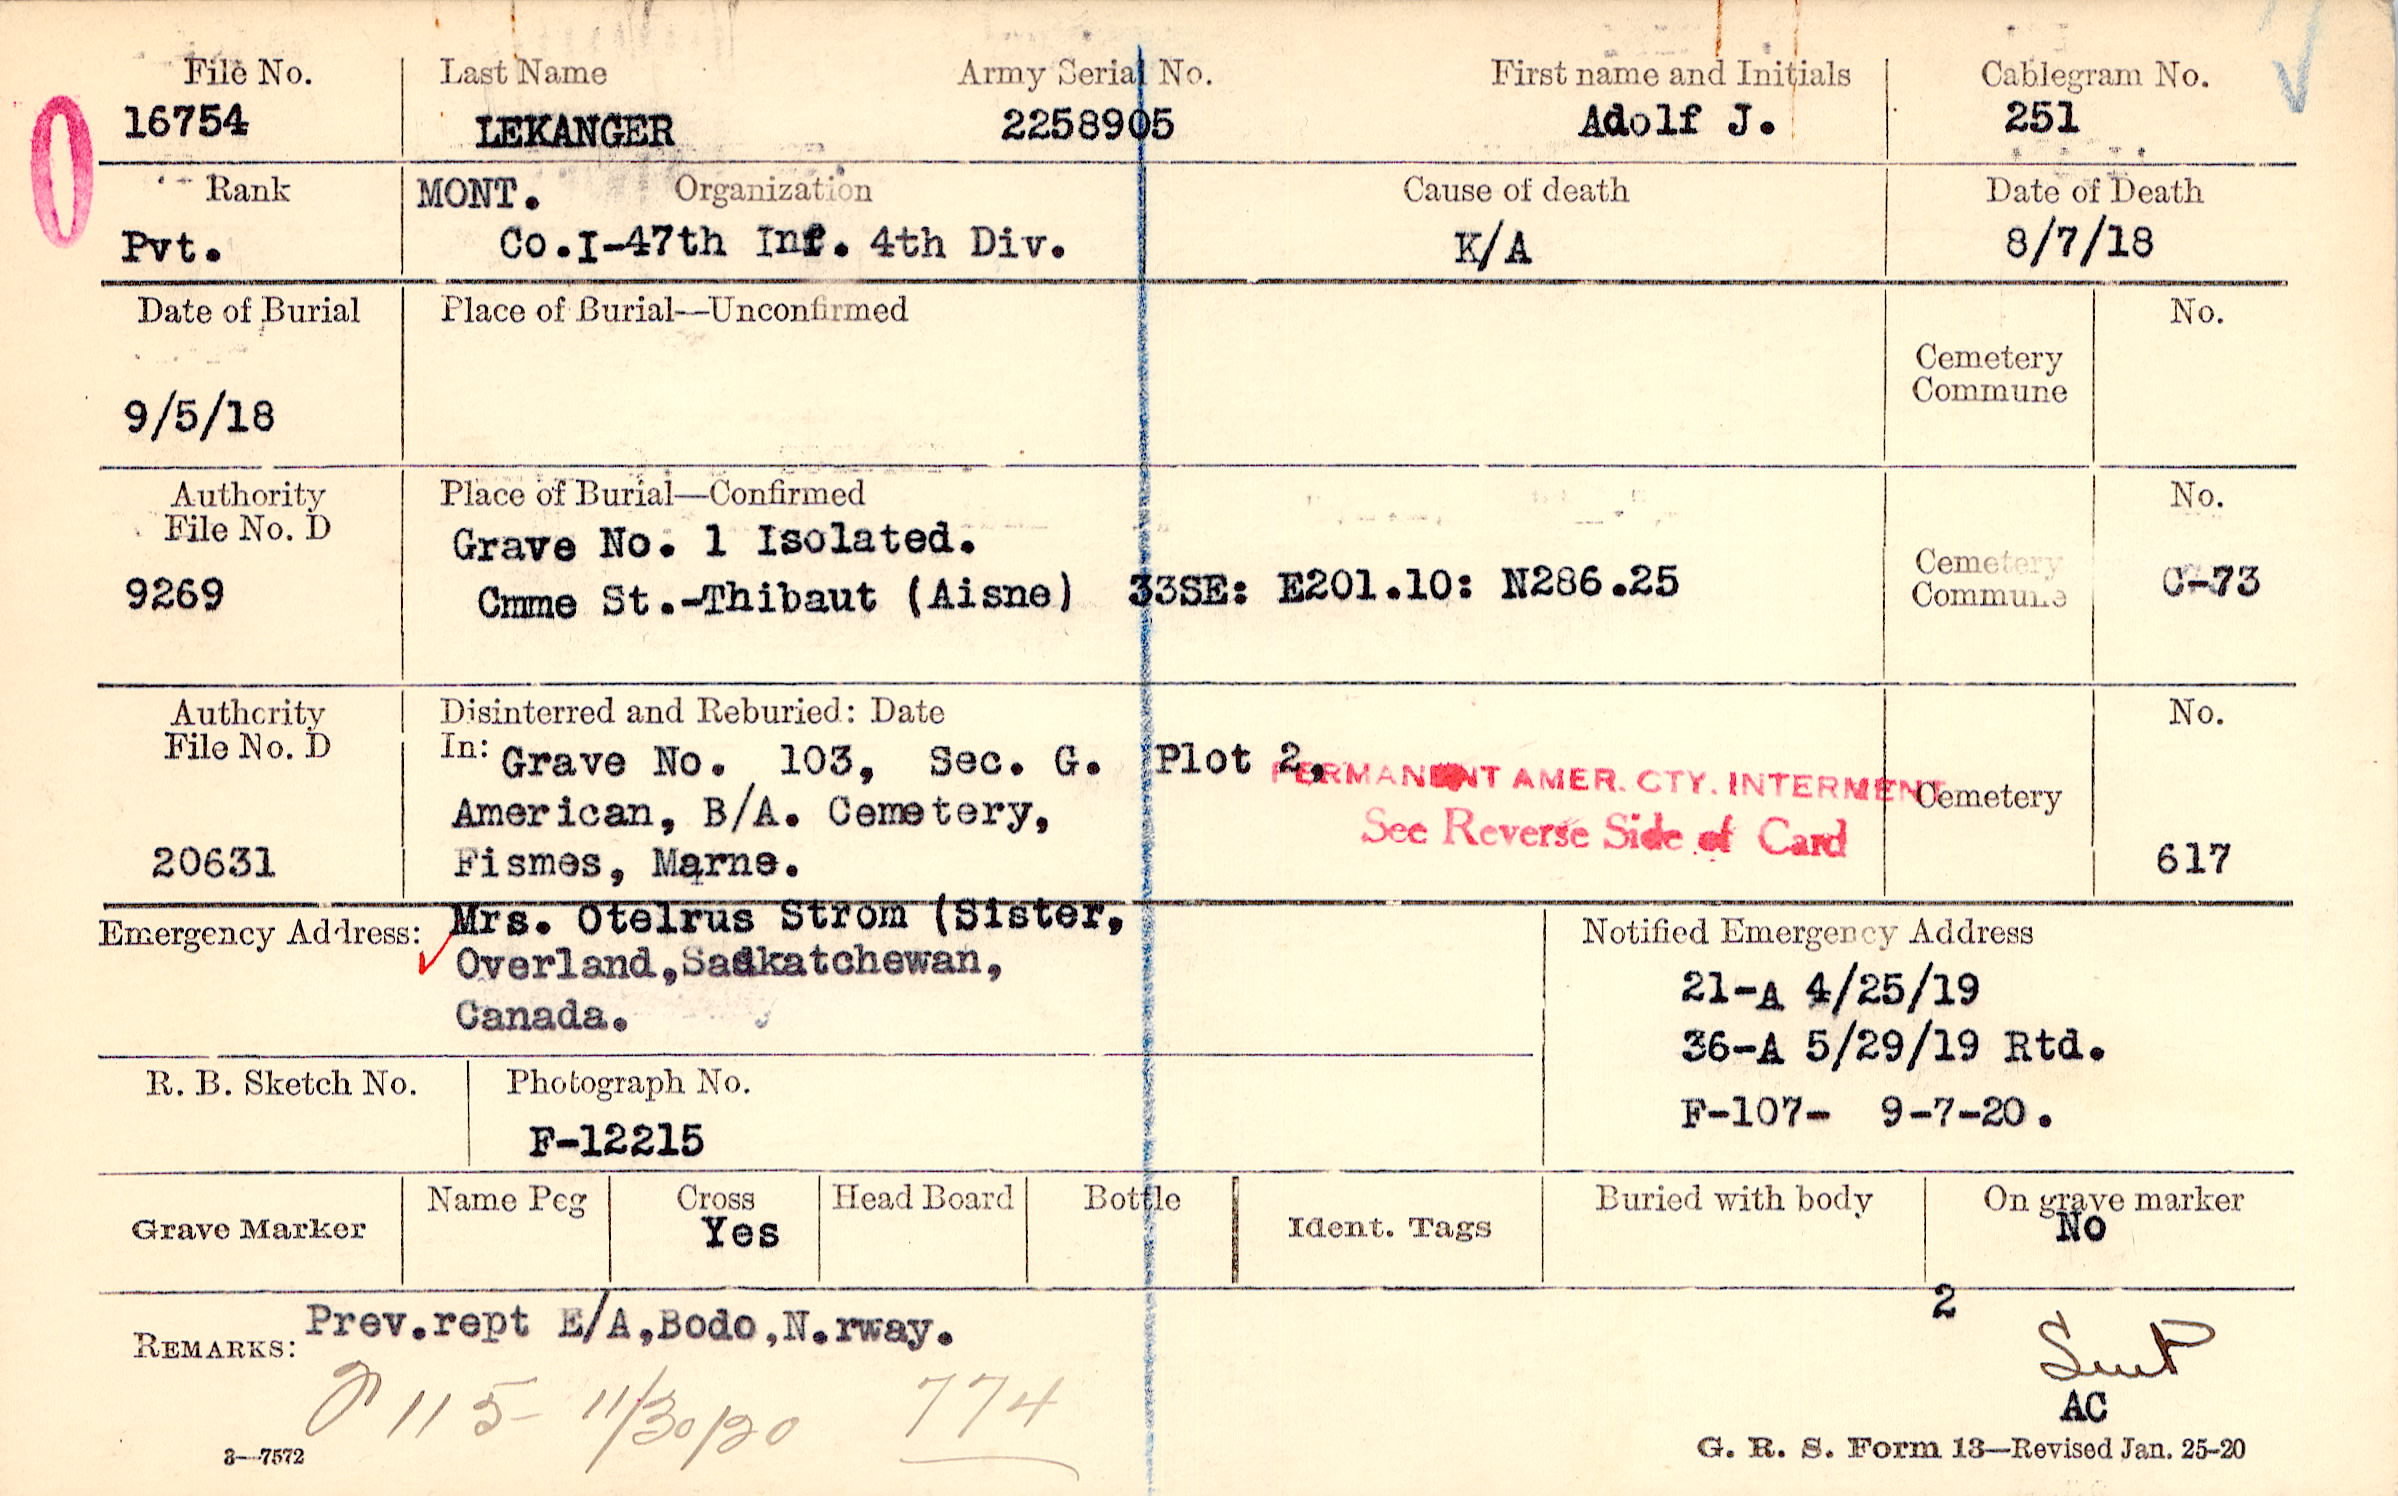 File No. Last Name Army Serial No. First name and Initials Cablegram No.
16754 LEKANGER 2258905 Adolf J. 251
Rank MONT. Organization Cause of death Date of Death
Pvt. Co.I-47th Inf. 4th Div. K/A 8/7/18
Date of Burial Place of Burial—Unconfirmed No.
Cemetery
Commune
9/5/18
Authority Place of Burial—Confirmed No.
File No. D Grave No. 1 Isolated.
Cemetery
9269 Cmme St.-Thibaut (Aisne) 33SE: E201.10: N286.25 Commune C-73
Authority Disinterred and Reburied: Date No.
File No. D In: Grave No. 103, Sec. G. Plot 2,
PERMANENT AMER. CTY. INTERMENT
American, B/A. Cemetery, Cemetery
See Reverse Side of Card
20631 Fismes, Marne. 617
Emergency Address: Mrs. Otelrus Strom (Sister, Notified Emergency Address
Overland,Saskatchewan, 21-A 4/25/19
Canada. 36-A 5/29/19 Rtd.
R. B. Sketch No. Photograph No. F-107- 9-7-20.
F-12215
Grave Marker Name Peg Cross Head Board Bottle Ident. Tags Buried with body On grave marker
Yes No
2
REMARKS: Prev.rept E/A,Bodo,N.rway.
115- 11/30/20 774
AC
3—7572 G. R. S. Form 13—Revised Jan. 25-20